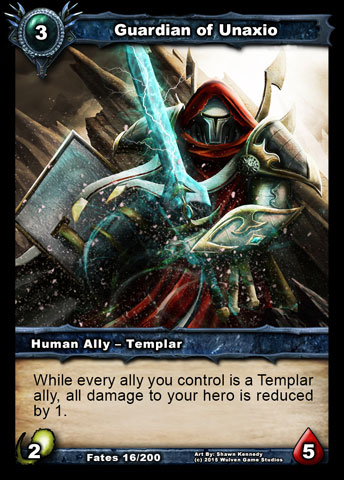 3
Guardian of Unaxio
Human Ally – Templar
While every ally you control is a Templar
ally, all damage to your hero is reduced
by 1.
2
Fates 16/200
Art By: Shawn Kennedy
(c) 2015 Wulven Game Studios
5